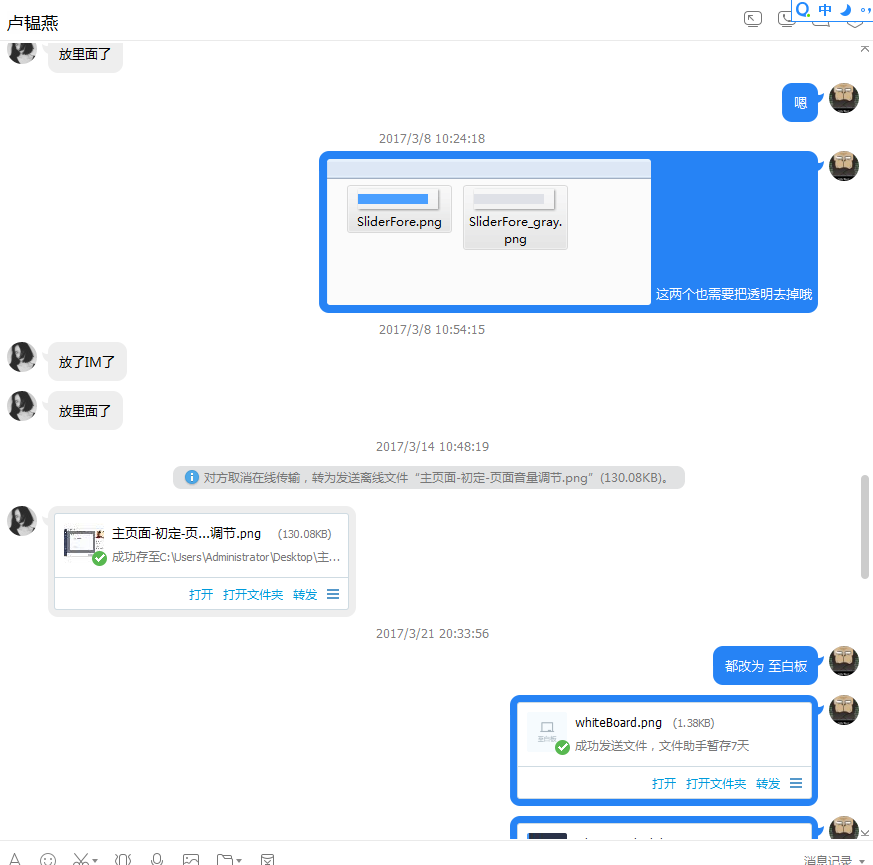 卢韫燕
中
放里面了
嗯
2017/3/8 10:24:18
SliderFore.png
SliderFore_gray.
png
这两个也需要把透明去掉哦
2017/3/8 10:54:15
放了IM了
放里面了
2017/3/14 10:48:19
对方取消在线传输，转为发送离线文件“主页面-初定-页面音量调节.png”(130.08KB)。
主页面-初定-页...调节.png (130.08KB)
成功存至C:\Users\Administrator\Desktop\主...
打开 打开文件夹 转发
2017/3/21 20:33:56
都改为 至白板
whiteBoard.png (1.38KB)
至白板
成功发送文件，文件助手暂存7天
打开 打开文件夹 转发
消息记录